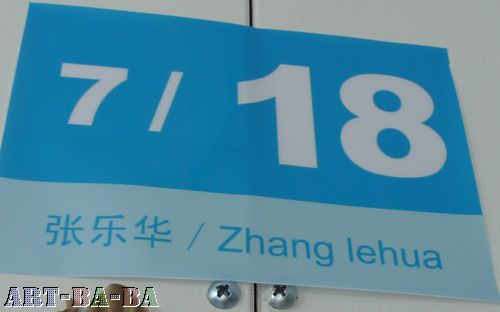 7 / 18
张乐华 / Zhang lehua
ART-BA-BA